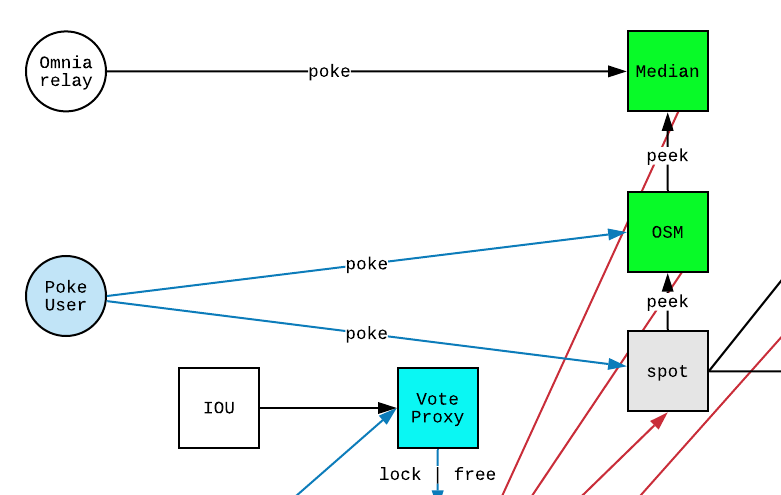 Omnia
relay
poke
Median
peek
poke
OSM
Poke
User
peek
poke
spot
IOU
Vote
Proxy
lock | free